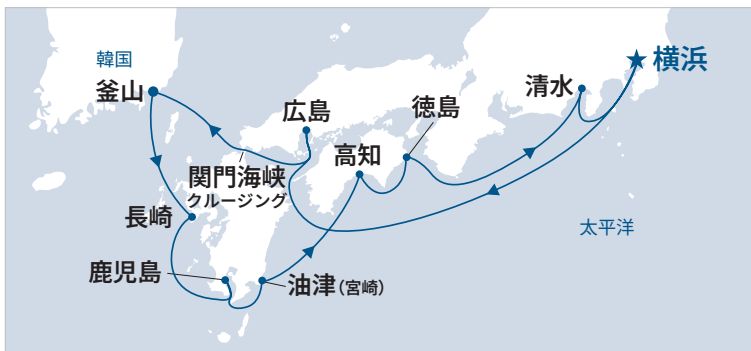 韓国
釜山
広島
徳島
清水
横浜
高知
関門海峡
クルージング
長崎
太平洋
鹿児島
油津(宮崎)